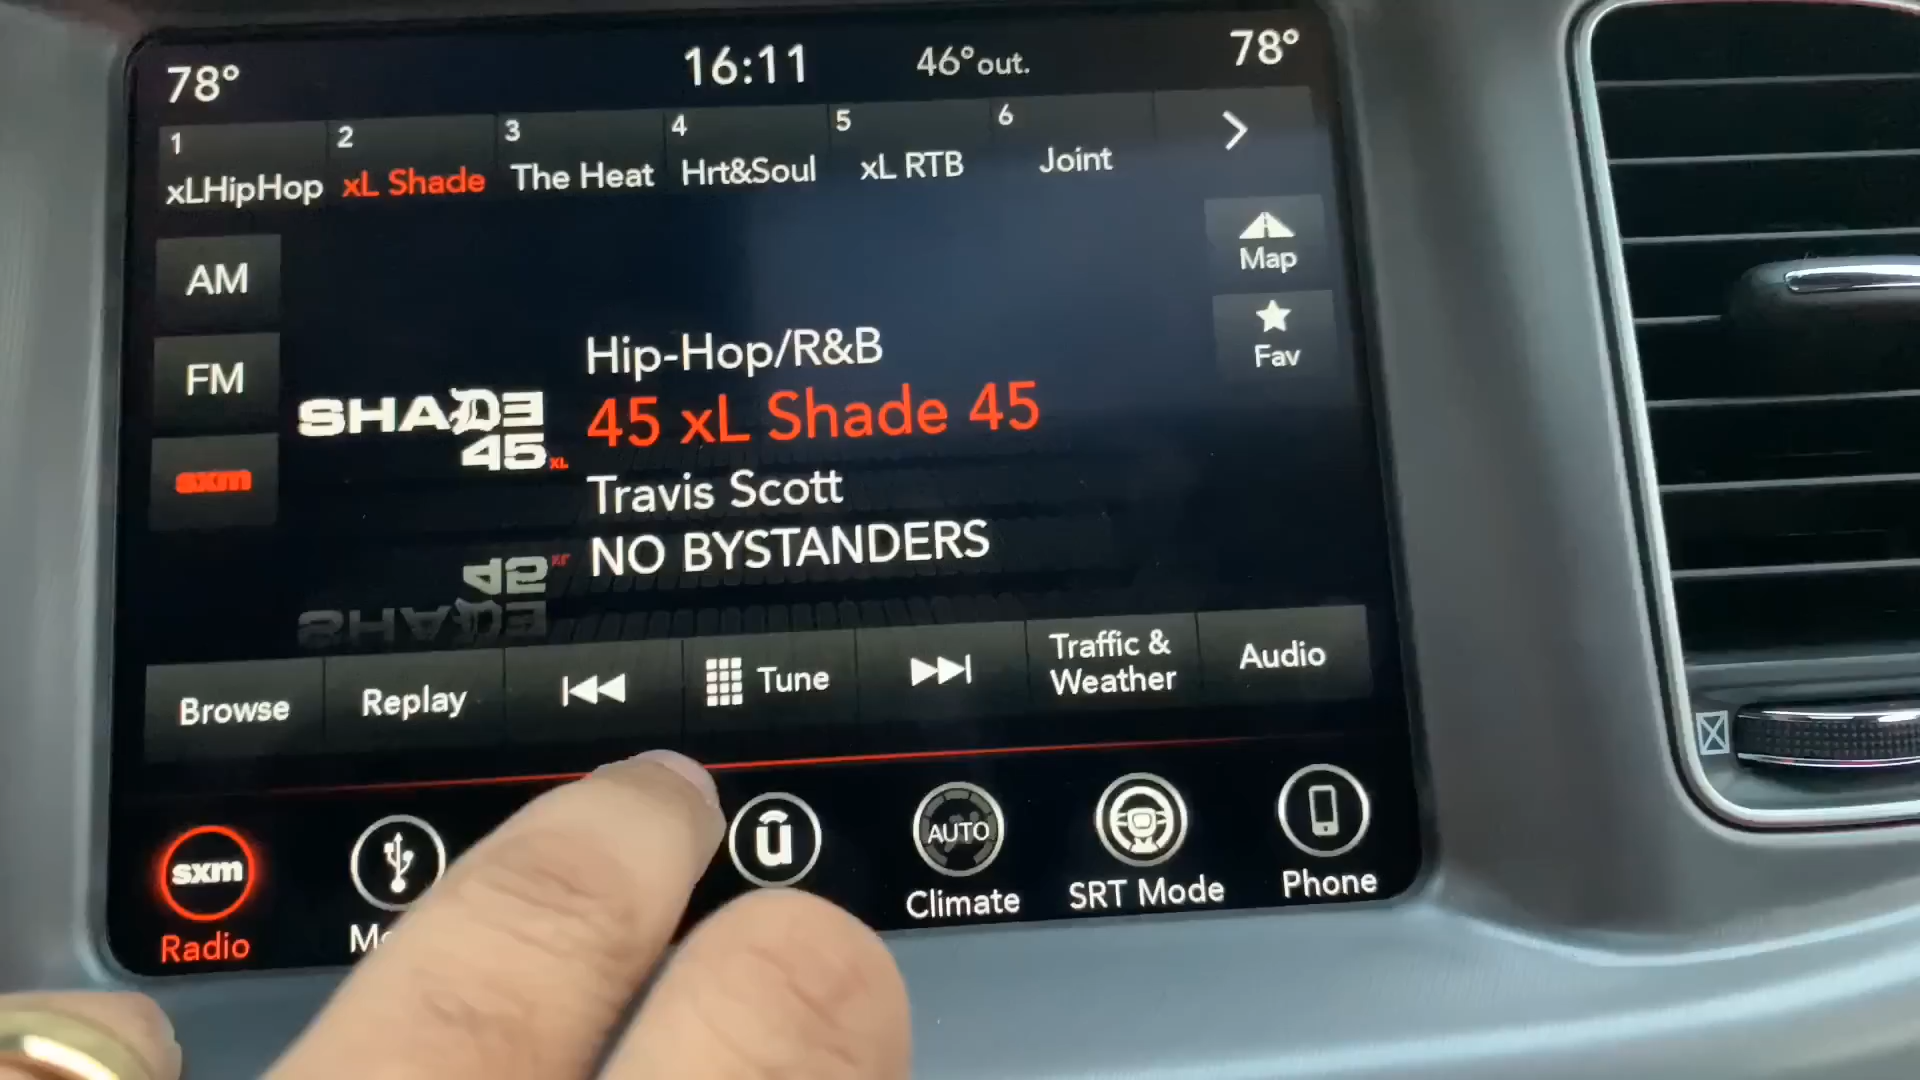 78°
16:11
46°out.
78°
1
xLHipHop
2
xL Shade
3
The Heat
4
Hrt&Soul
5
xL RTB
6
Joint
AM
FM
sxm
Map
Fav
SHADE
45 XL
Hip-Hop/R&B
45 xL Shade 45
Travis Scott
NO BYSTANDERS
Browse
Replay
Tune
Traffic &
Weather
Audio
sxm
Radio
ū
AUTO
Climate
SRT Mode
Phone